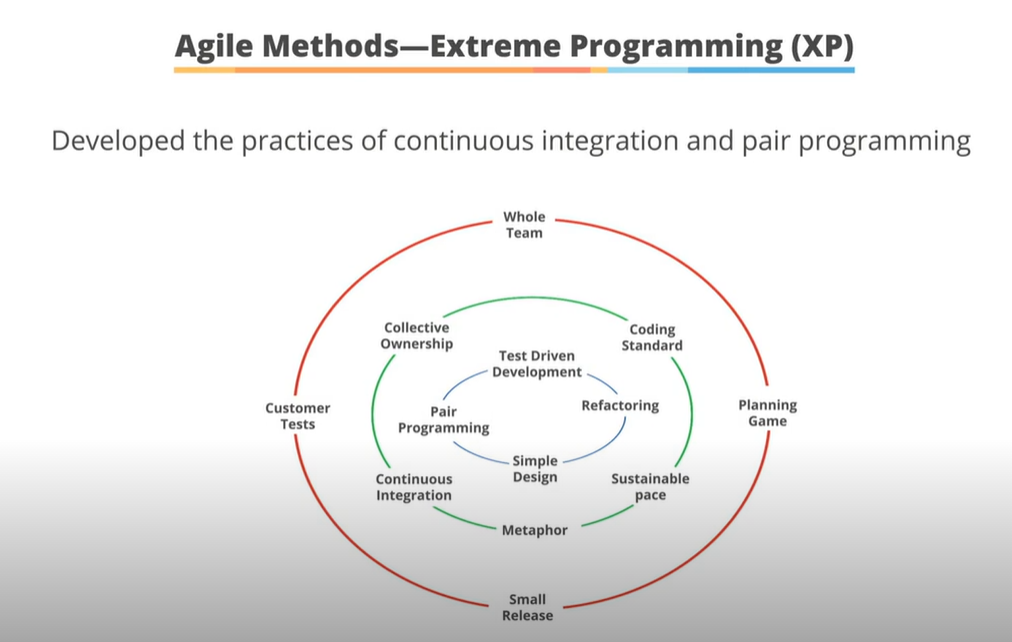 Agile Methods—Extreme Programming (XP)
Developed the practices of continuous integration and pair programming
Whole
Team
Collective
Ownership
Coding
Standard
Test Driven
Development
Customer
Tests
Pair
Programming
Refactoring
Planning
Game
Simple
Design
Continuous
Integration
Sustainable
pace
Metaphor
Small
Release